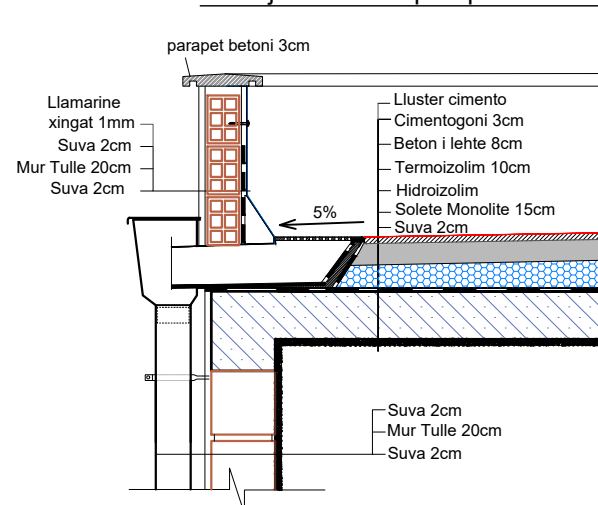 parapet betoni 3cm
Llamarine
xingat 1mm
Suva 2cm
Mur Tulle 20cm
Suva 2cm
Lluster cimento
Cimentogoni 3cm
Beton i lehte 8cm
Termoizolim 10cm
Hidroizolim
Solete Monolite 15cm
Suva 2cm
5%
Suva 2cm
Mur Tulle 20cm
Suva 2cm